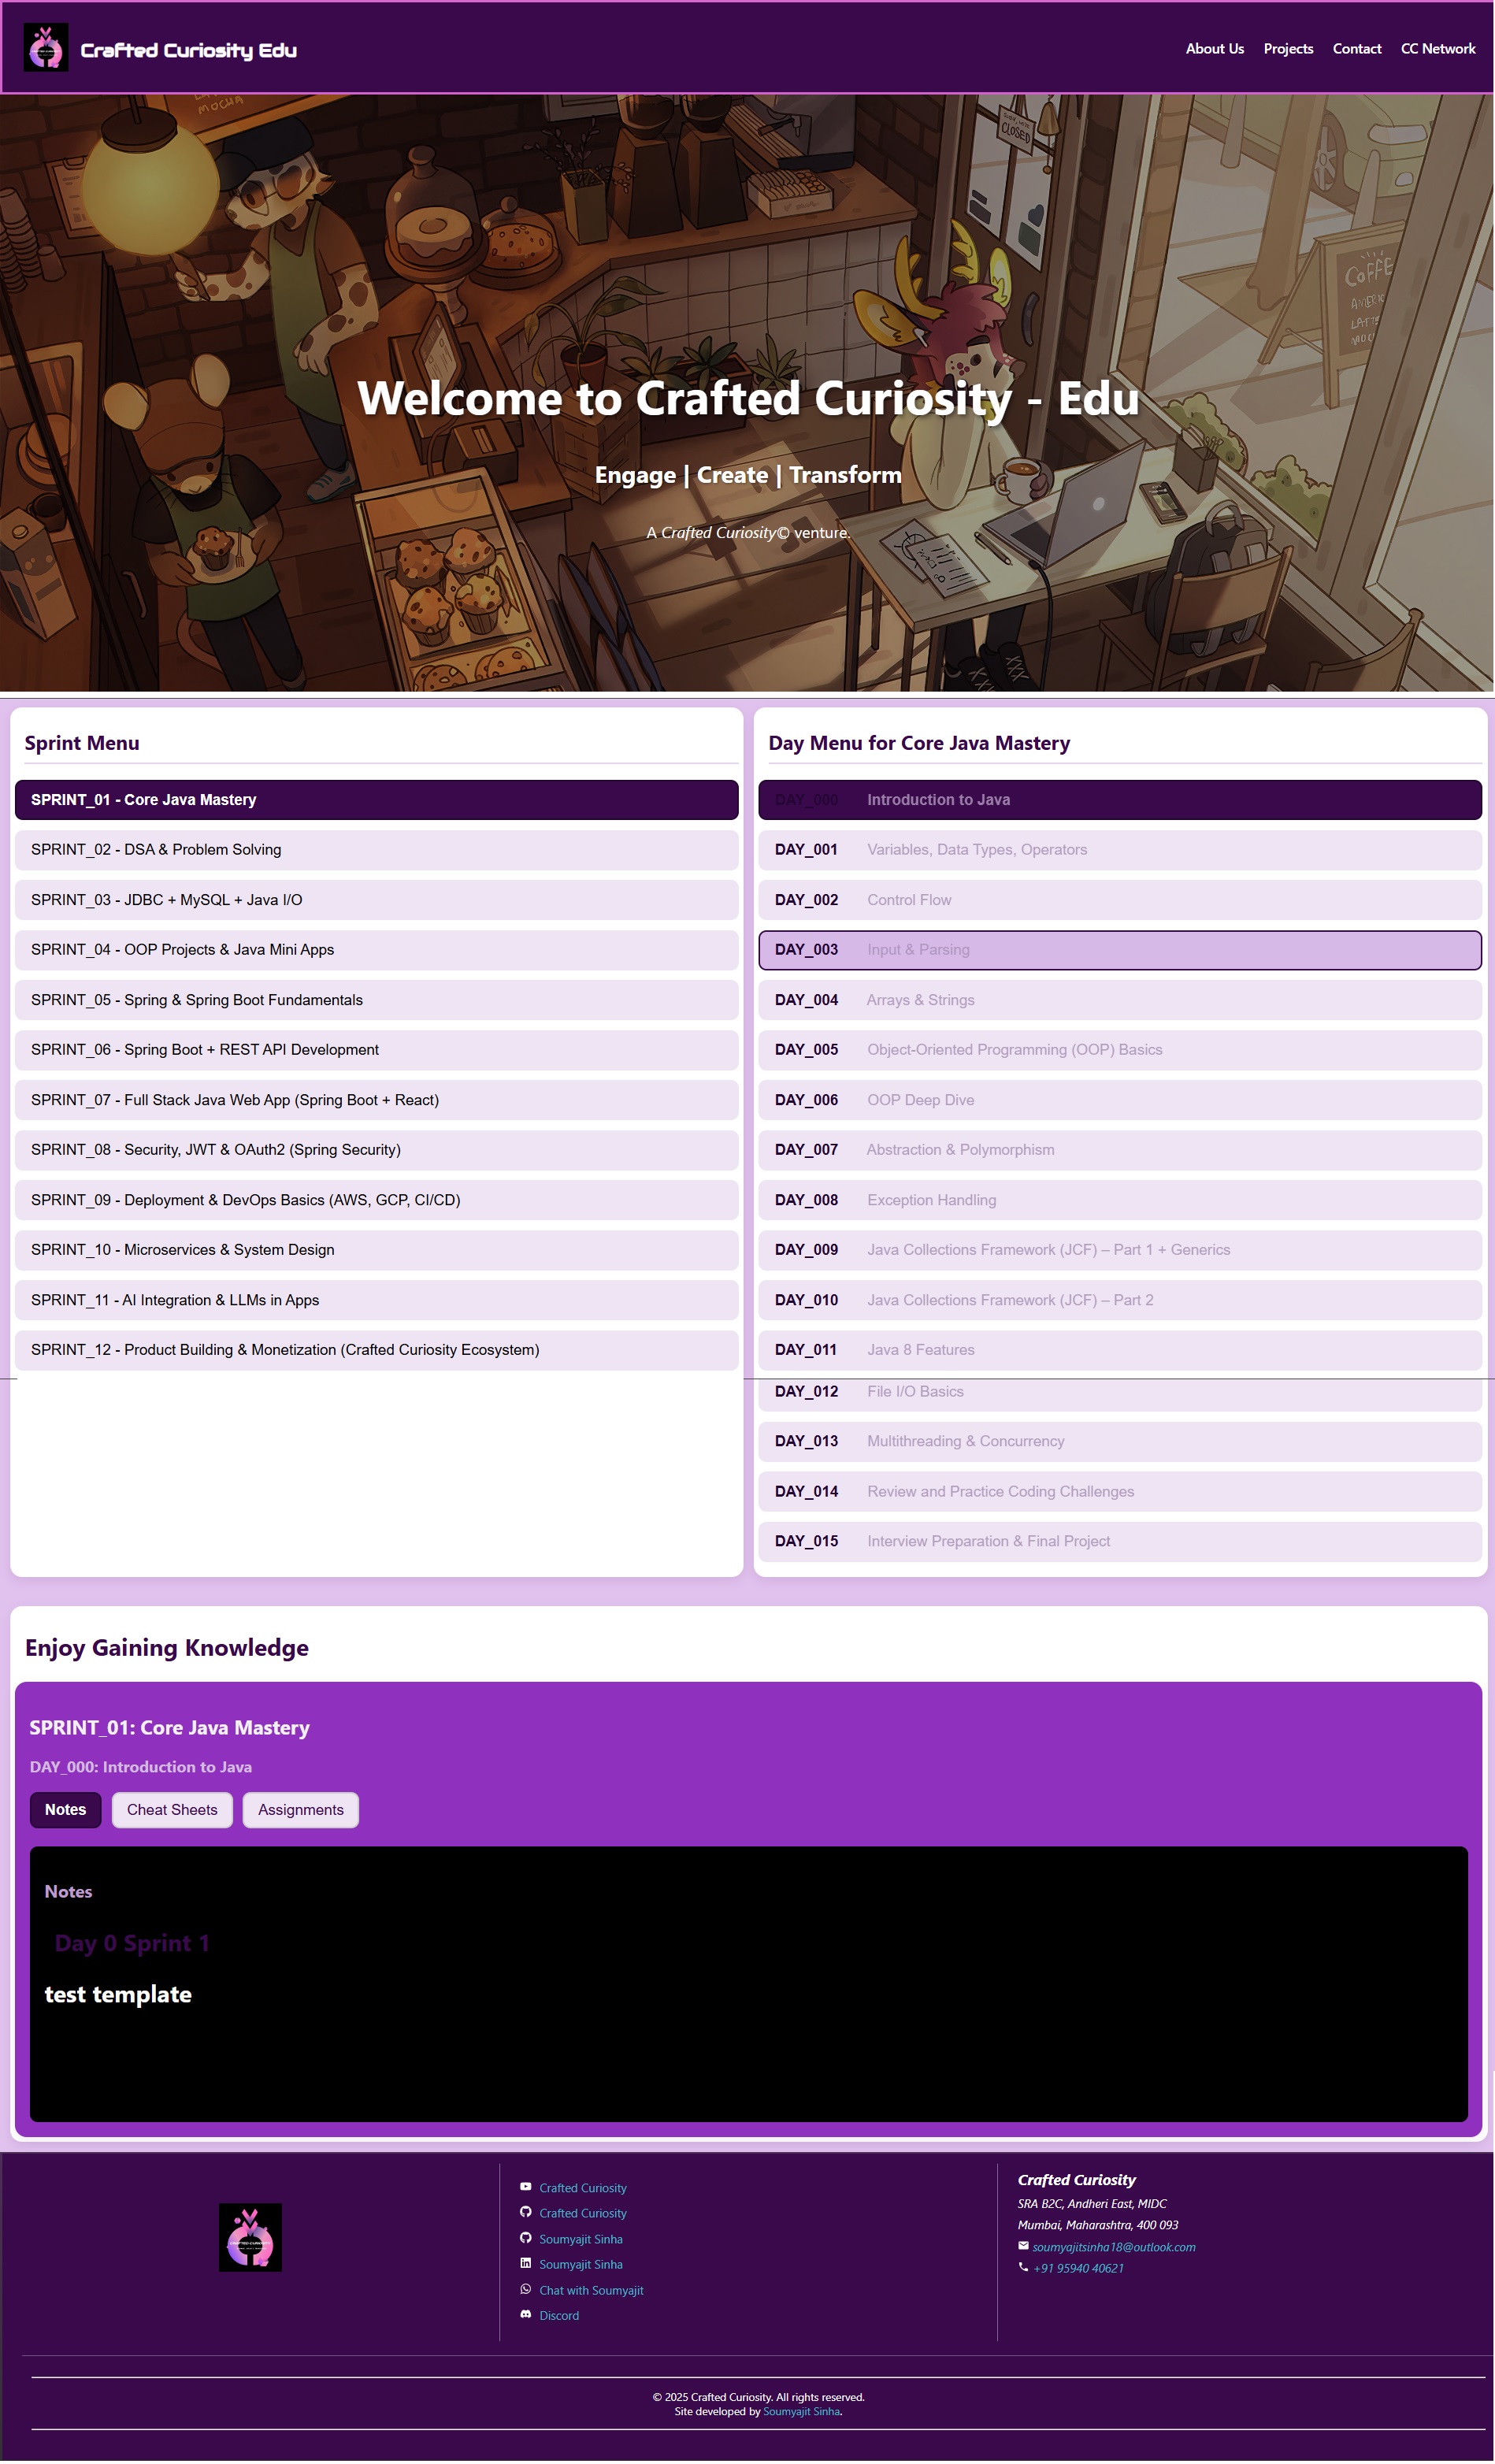 Crafted Curiosity Edu
About Us Projects Contact CC Network
MOCHA
CLOSED
COFFE
Welcome to Crafted Curiosity - Edu
Engage | Create | Transform
A Crafted Curiosity© venture.
Sprint Menu
SPRINT_01 - Core Java Mastery
SPRINT_02 - DSA & Problem Solving
SPRINT_03 - JDBC + MySQL + Java I/O
SPRINT_04 - OOP Projects & Java Mini Apps
SPRINT_05 - Spring & Spring Boot Fundamentals
SPRINT_06 - Spring Boot + REST API Development
SPRINT_07 - Full Stack Java Web App (Spring Boot + React)
SPRINT_08 - Security, JWT & OAuth2 (Spring Security)
SPRINT_09 - Deployment & DevOps Basics (AWS, GCP, CI/CD)
SPRINT_10 - Microservices & System Design
SPRINT_11 - AI Integration & LLMs in Apps
SPRINT_12 - Product Building & Monetization (Crafted Curiosity Ecosystem)
Day Menu for Core Java Mastery
DAY_000 Introduction to Java
DAY_001 Variables, Data Types, Operators
DAY_002 Control Flow
DAY_003 Input & Parsing
DAY_004 Arrays & Strings
DAY_005 Object-Oriented Programming (OOP) Basics
DAY_006 OOP Deep Dive
DAY_007 Abstraction & Polymorphism
DAY_008 Exception Handling
DAY_009 Java Collections Framework (JCF) – Part 1 + Generics
DAY_010 Java Collections Framework (JCF) – Part 2
DAY_011 Java 8 Features
DAY_012 File I/O Basics
DAY_013 Multithreading & Concurrency
DAY_014 Review and Practice Coding Challenges
DAY_015 Interview Preparation & Final Project
Enjoy Gaining Knowledge
SPRINT_01: Core Java Mastery
DAY_000: Introduction to Java
Notes Cheat Sheets Assignments
Notes
Day 0 Sprint 1
test template
CRAFTED CURIOSITY
Crafted Curiosity
Crafted Curiosity
Soumyajit Sinha
Soumyajit Sinha
Chat with Soumyajit
Discord
Crafted Curiosity
SRA B2C, Andheri East, MIDC
Mumbai, Maharashtra, 400 093
soumyajitsinha18@outlook.com
+91 95940 40621
© 2025 Crafted Curiosity. All rights reserved.
Site developed by Soumyajit Sinha.